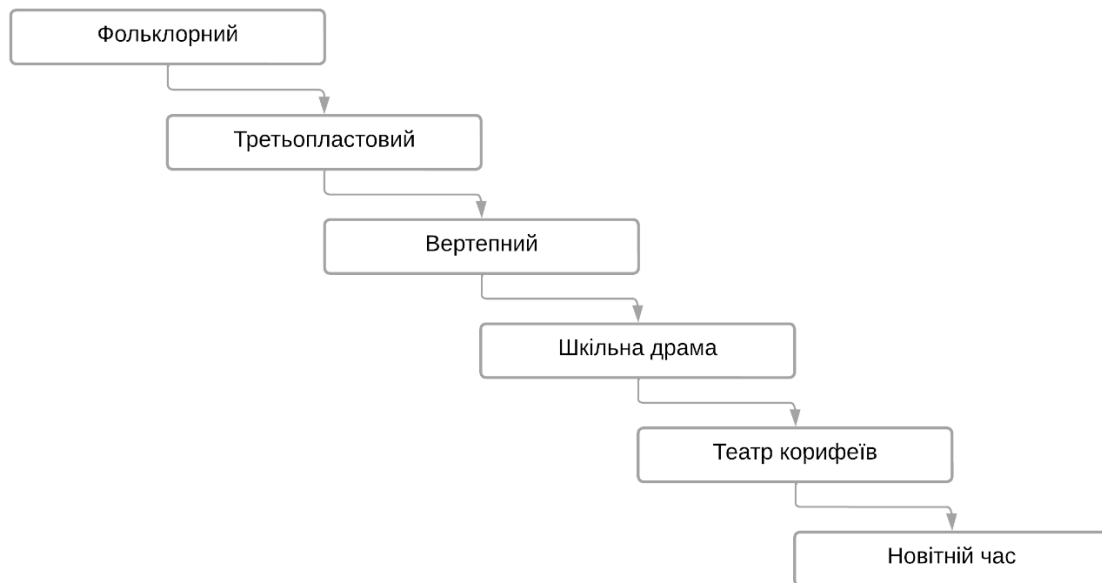 Фольклорний
Третьопластовий
Вертепний
Шкільна драма
Театр корифеїв
Новітній час